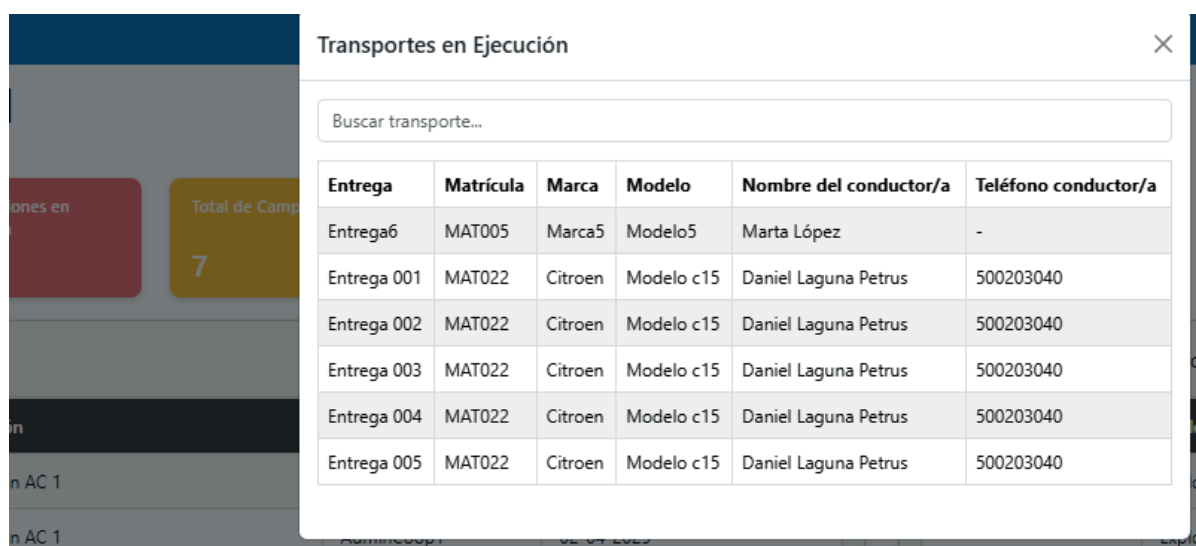 Transportes en Ejecución
Buscar transporte...
Entrega Matrícula Marca Modelo Nombre del conductor/a Teléfono conductor/a
Entrega6 MAT005 Marca5 Modelo5 Marta López -
Entrega 001 MAT022 Citroen Modelo c15 Daniel Laguna Petrus 500203040
Entrega 002 MAT022 Citroen Modelo c15 Daniel Laguna Petrus 500203040
Entrega 003 MAT022 Citroen Modelo c15 Daniel Laguna Petrus 500203040
Entrega 004 MAT022 Citroen Modelo c15 Daniel Laguna Petrus 500203040
Entrega 005 MAT022 Citroen Modelo c15 Daniel Laguna Petrus 500203040
iones en
Total de Camp
7
ón
n AC 1
n AC 1